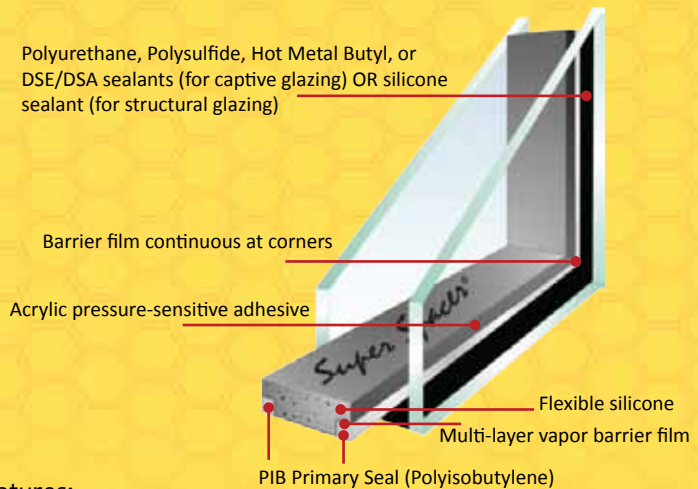 Polyurethane, Polysulfide, Hot Metal Butyl, or
DSE/DSA sealants (for captive glazing) OR silicone
sealant (for structural glazing)
Barrier film continuous at corners
Acrylic pressure-sensitive adhesive
Super Spacer®
Flexible silicone
Multi-layer vapor barrier film
PIB Primary Seal (Polyisobutylene)